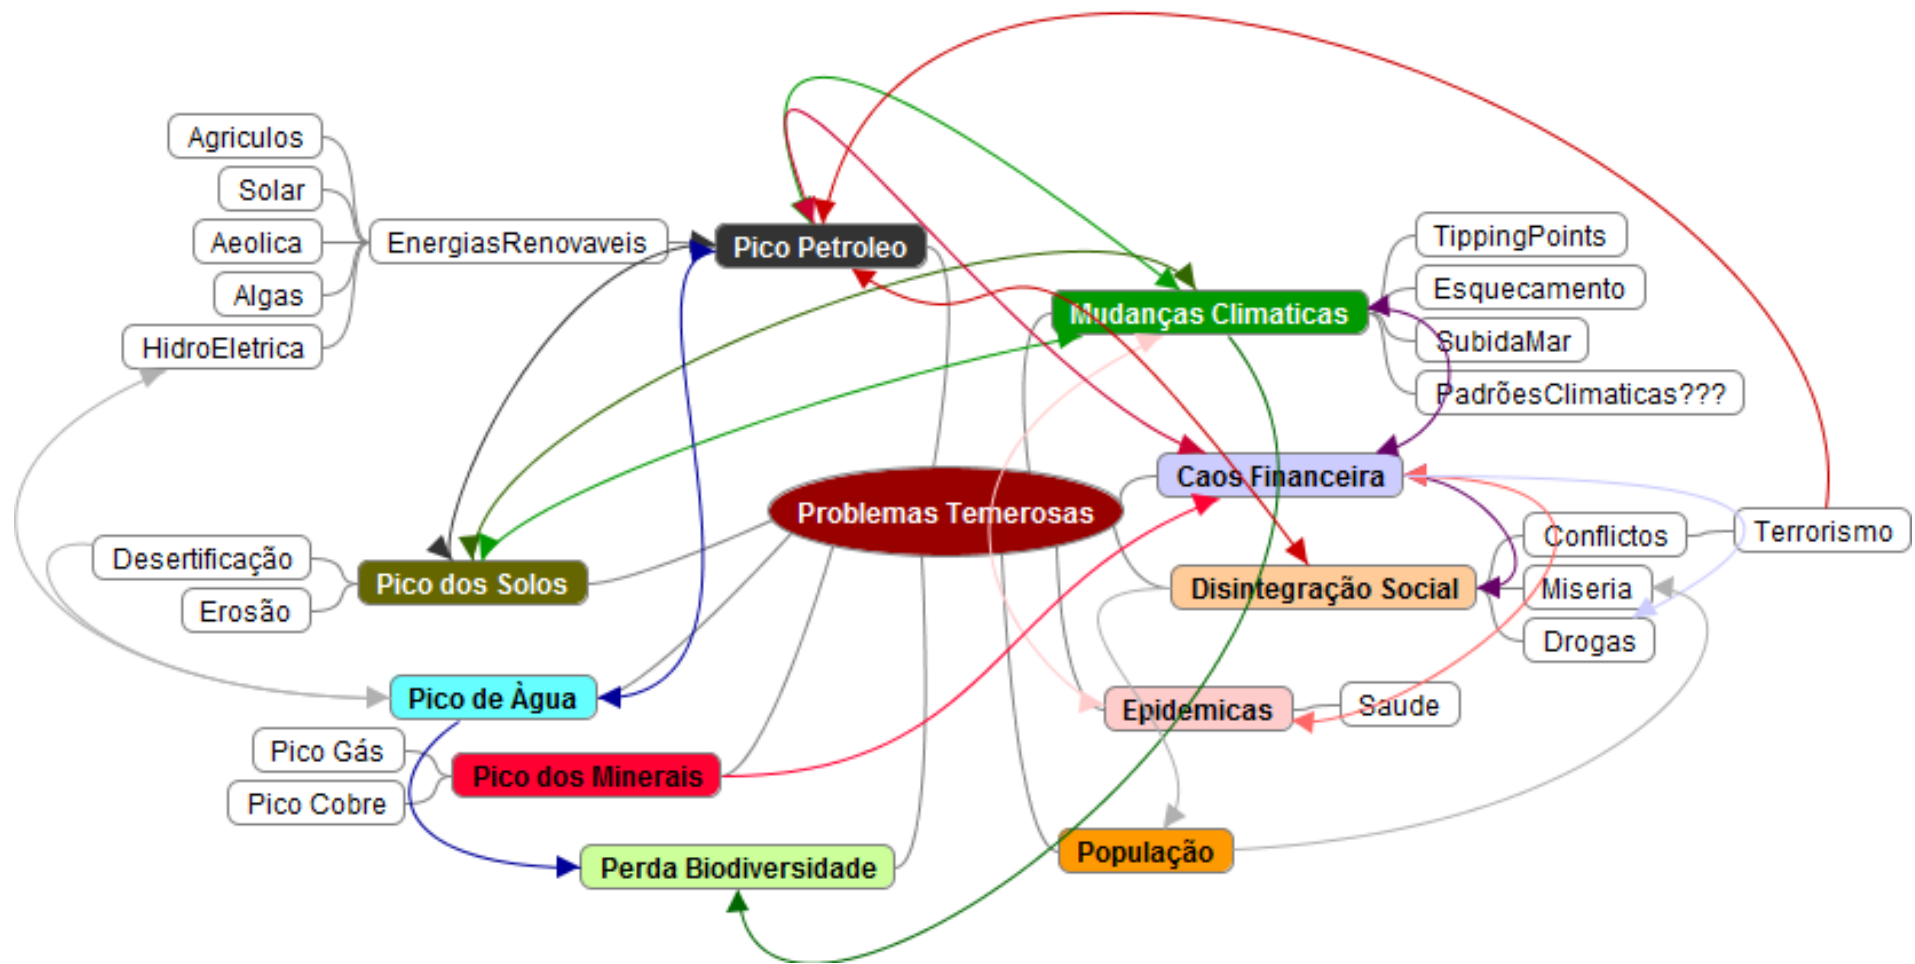 Agriculos
Solar
Aeolica
Algas
HidroEletrica
EnergiasRenovaveis
Pico Petroleo
Mudanças Climaticas
TippingPoints
Esquecamento
SubidaMar
PadrõesClimaticas???
Caos Financeira
Problemas Temerosas
Desertificação
Erosão
Pico dos Solos
Disintegração Social
Conflictos
Terrorismo
Miseria
Drogas
Pico de Àgua
Epidemicas
Saude
Pico Gás
Pico Cobre
Pico dos Minerais
Perda Biodiversidade
População